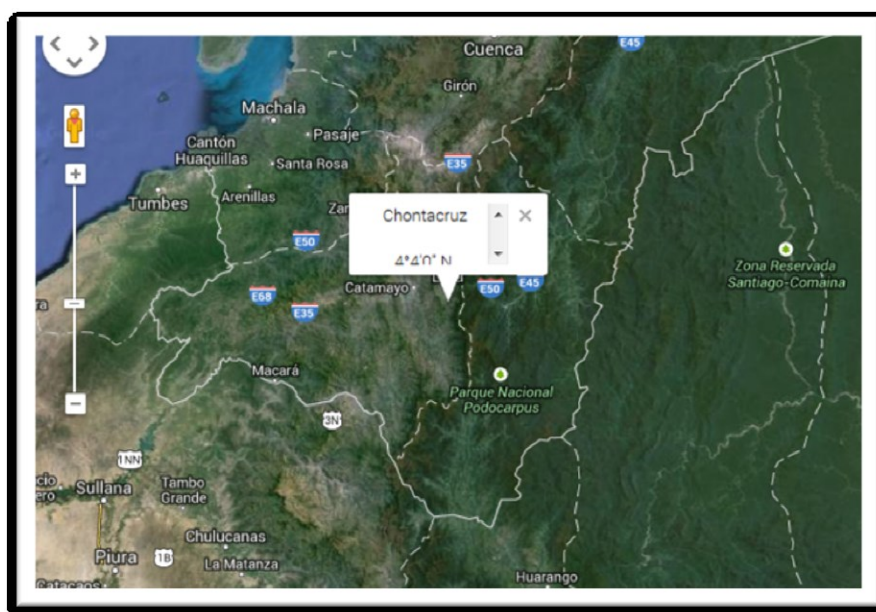 E45
Cuenca
Girón
Machala
Pasaje
Cantón
Huaquillas
Santa Rosa
E35
Tumbes
Arenillas
Chontacruz
E50
4°4'0" N
Zona Reservada
Santiago-Comaina
Catamayo
E50
E45
E68
E35
Macará
Parque Nacional
Podocarpus
3N
1NN
Sullana
Tambo
Grande
Chulucanas
Piura
1B
La Matanza
Huarango
Catacaos